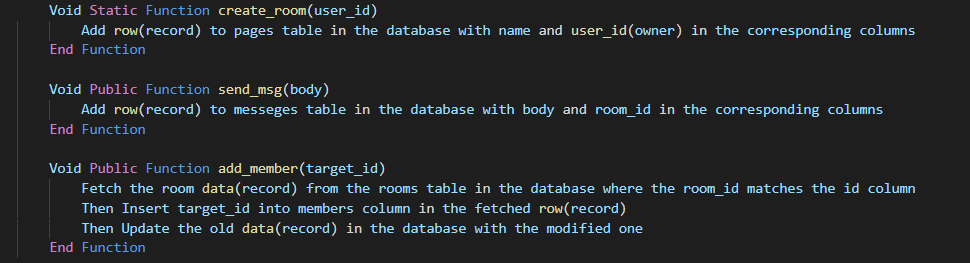 Void Static Function create_room(user_id)
Add row(record) to pages table in the database with name and user_id(owner) in the corresponding columns
End Function
Void Public Function send_msg(body)
Add row(record) to messeges table in the database with body and room_id in the corresponding columns
End Function
Void Public Function add_member(target_id)
Fetch the room data(record) from the rooms table in the database where the room_id matches the id column
Then Insert target_id into members column in the fetched row(record)
Then Update the old data(record) in the database with the modified one
End Function